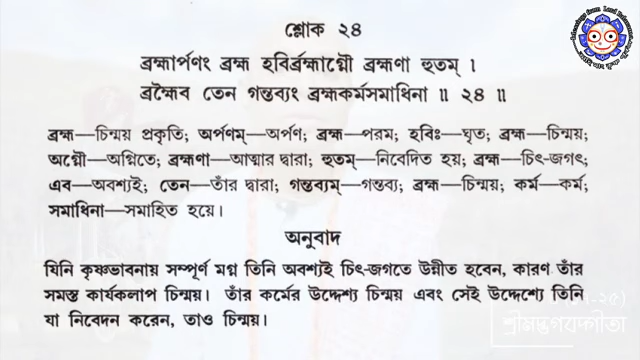 শ্লোক ২৪
ব্রহ্মার্পণং ব্রহ্ম হবির্ব্রহ্মাগ্নৌ ব্রহ্মণা হুতম্ ।
ব্রহ্মৈব তেন গন্তব্যং ব্রহ্মকর্মসমাধিনা ॥ ২৪ ॥
ব্রহ্ম—চিন্ময় প্রকৃতি; অর্পণম্—অর্পণ; ব্রহ্ম—পরম; হবিঃ—ঘৃত; ব্রহ্ম—চিন্ময়;
অগ্নৌ—অগ্নিতে; ব্রহ্মণা—আত্মার দ্বারা; হুতম্—নিবেদিত হয়; ব্রহ্ম—চিৎ-জগৎ;
এব—অবশ্যই; তেন—তাঁর দ্বারা; গন্তব্যম্—গন্তব্য; ব্রহ্ম—চিন্ময়; কর্ম—কর্ম;
সমাধিনা—সমাহিত হয়ে।
অনুবাদ
যিনি কৃষ্ণভাবনায় সম্পূর্ণ মগ্ন তিনি অবশ্যই চিৎ-জগতে উন্নীত হবেন, কারণ তাঁর
সমস্ত কার্যকলাপ চিন্ময়। তাঁর কর্মের উদ্দেশ্য চিন্ময় এবং সেই উদ্দেশ্যে তিনি
যা নিবেদন করেন, তাও চিন্ময়।
২৫)
শ্রীমদ্ভগবদ্গীতা